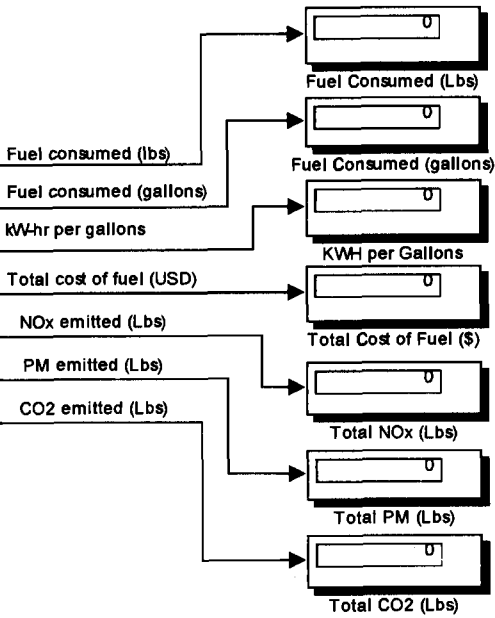 0
Fuel Consumed (Lbs)
0
Fuel consumed (lbs)
Fuel Consumed (gallons)
Fuel consumed (gallons)
0
kW-hr per gallons
KWH per Gallons
Total cost of fuel (USD)
0
NOx emitted (Lbs)
Total Cost of Fuel ($)
PM emitted (Lbs)
0
CO2 emitted (Lbs)
Total NOx (Lbs)
0
Total PM (Lbs)
0
Total CO2 (Lbs)